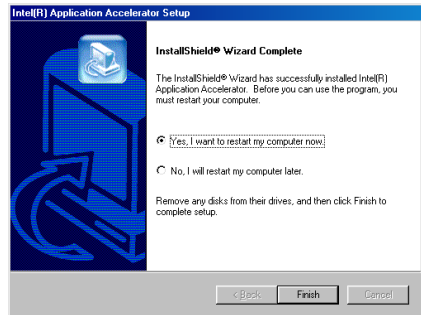 Intel(R) Application Accelerator Setup
InstallShield® Wizard Complete
The InstallShield® Wizard has successfully installed Intel(R)
Application Accelerator. Before you can use the program, you
must restart your computer.
Yes, I want to restart my computer now.
No, I will restart my computer later.
Remove any disks from their drives, and then click Finish to
complete setup.
< Back Finish Cancel